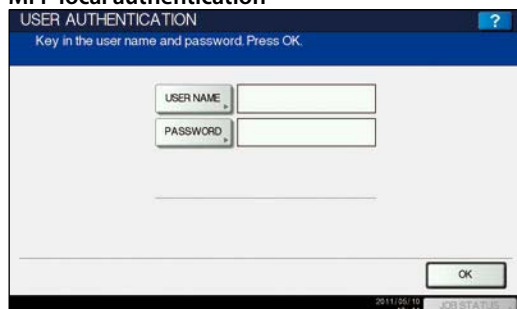 MFP local authentication
USER AUTHENTICATION
?
Key in the user name and password. Press OK.
USER NAME
PASSWORD
OK
2011/05/10
JOB STATUS